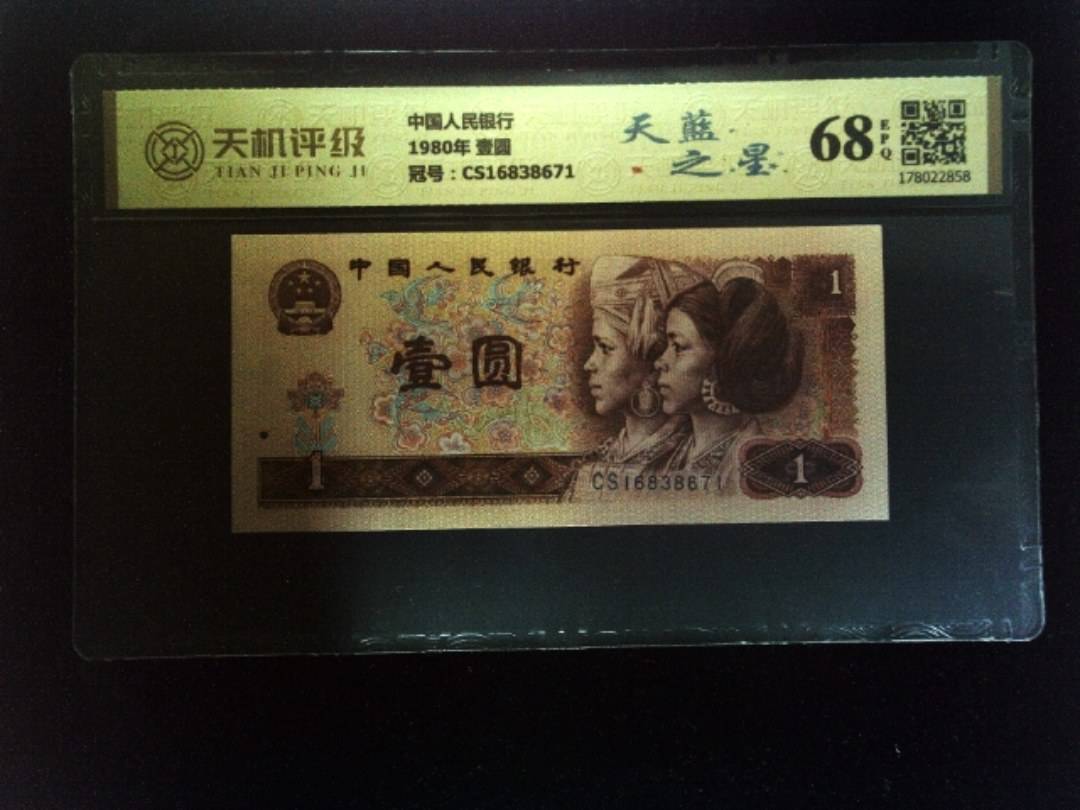 天机评级
TIAN JI PING JI
中国人民银行
1980年 壹圆
冠号：CS16838671
天藍
之星
68
EPQ
178022858
中国人民银行
1
壹圆
1
CS16838671
1